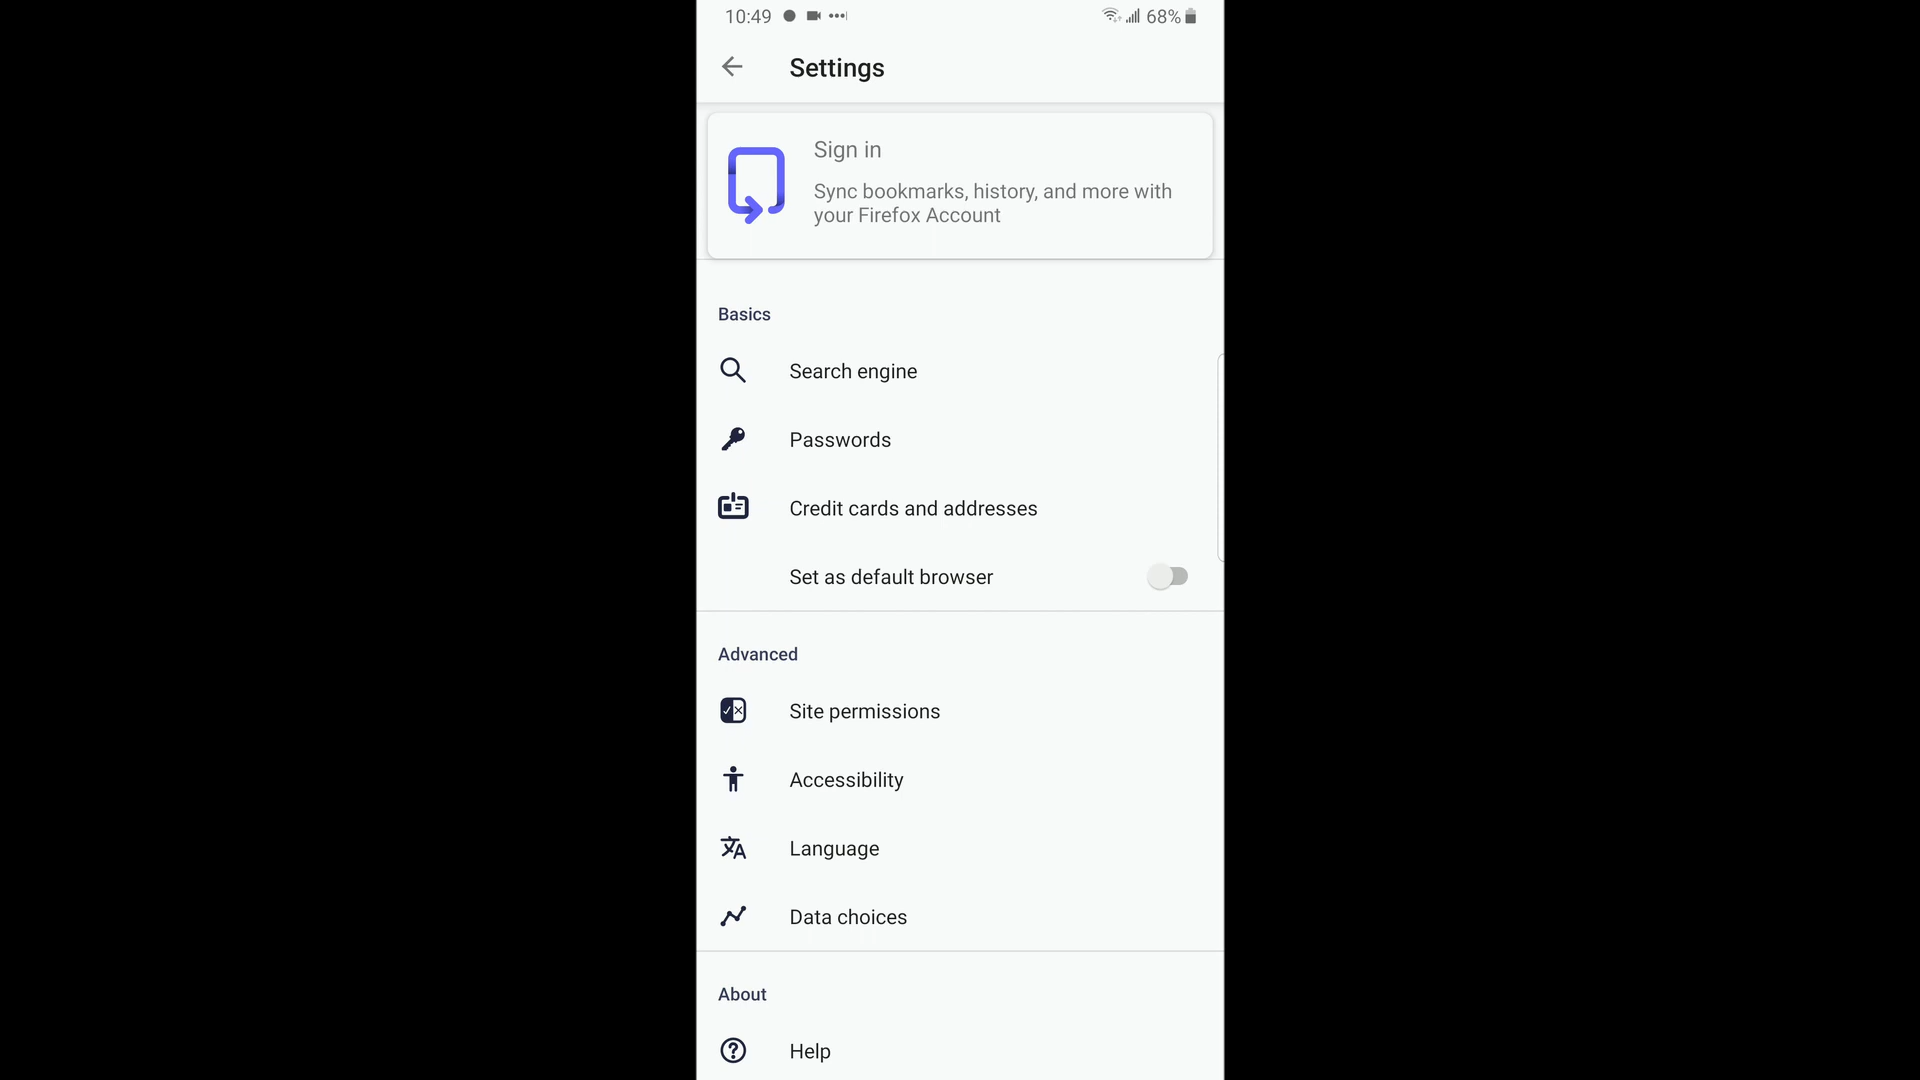 10:49
68%
Settings
Sign in
Sync bookmarks, history, and more with
your Firefox Account
Basics
Search engine
Passwords
Credit cards and addresses
Set as default browser
Advanced
Site permissions
Accessibility
Language
Data choices
About
Help